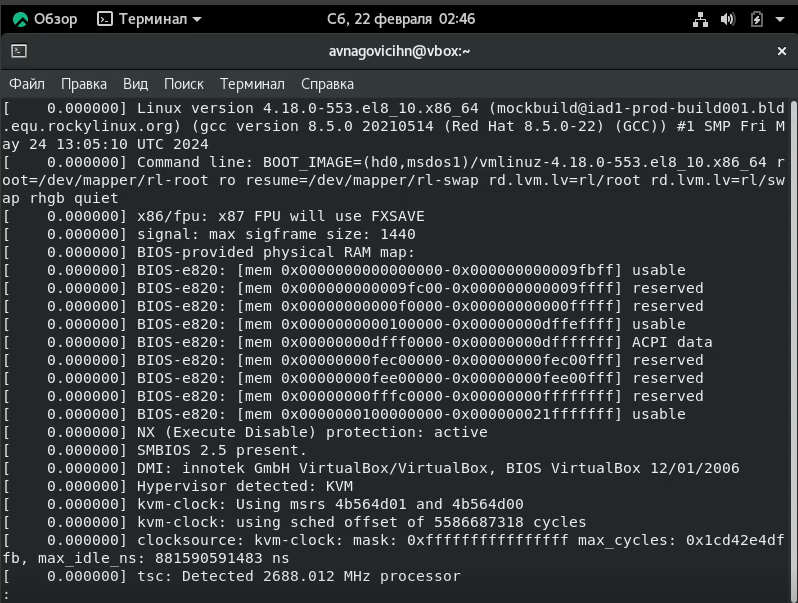 Обзор Терминал Сб, 22 февраля 02:46
avnagovicihn@vbox:~
Файл Правка Вид Поиск Терминал Справка
[    0.000000] Linux version 4.18.0-553.el8_10.x86_64 (mockbuild@iad1-prod-build001.bld
.equ.rockylinux.org) (gcc version 8.5.0 20210514 (Red Hat 8.5.0-22) (GCC)) #1 SMP Fri M
ay 24 13:05:10 UTC 2024
[    0.000000] Command line: BOOT_IMAGE=(hd0,msdos1)/vmlinuz-4.18.0-553.el8_10.x86_64 r
oot=/dev/mapper/rl-root ro resume=/dev/mapper/rl-swap rd.lvm.lv=rl/root rd.lvm.lv=rl/sw
ap rhgb quiet
[    0.000000] x86/fpu: x87 FPU will use FXSAVE
[    0.000000] signal: max sigframe size: 1440
[    0.000000] BIOS-provided physical RAM map:
[    0.000000] BIOS-e820: [mem 0x0000000000000000-0x000000000009fbff] usable
[    0.000000] BIOS-e820: [mem 0x000000000009fc00-0x000000000009ffff] reserved
[    0.000000] BIOS-e820: [mem 0x00000000000f0000-0x00000000000fffff] reserved
[    0.000000] BIOS-e820: [mem 0x0000000000100000-0x00000000dffeffff] usable
[    0.000000] BIOS-e820: [mem 0x00000000dfff0000-0x00000000dfffffff] ACPI data
[    0.000000] BIOS-e820: [mem 0x00000000fec00000-0x00000000fec00fff] reserved
[    0.000000] BIOS-e820: [mem 0x00000000fee00000-0x00000000fee00fff] reserved
[    0.000000] BIOS-e820: [mem 0x00000000fffc0000-0x00000000ffffffff] reserved
[    0.000000] BIOS-e820: [mem 0x0000000100000000-0x000000021fffffff] usable
[    0.000000] NX (Execute Disable) protection: active
[    0.000000] SMBIOS 2.5 present.
[    0.000000] DMI: innotek GmbH VirtualBox/VirtualBox, BIOS VirtualBox 12/01/2006
[    0.000000] Hypervisor detected: KVM
[    0.000000] kvm-clock: Using msrs 4b564d01 and 4b564d00
[    0.000000] kvm-clock: using sched offset of 5586687318 cycles
[    0.000000] clocksource: kvm-clock: mask: 0xffffffffffffffff max_cycles: 0x1cd42e4df
fb, max_idle_ns: 881590591483 ns
[    0.000000] tsc: Detected 2688.012 MHz processor
: